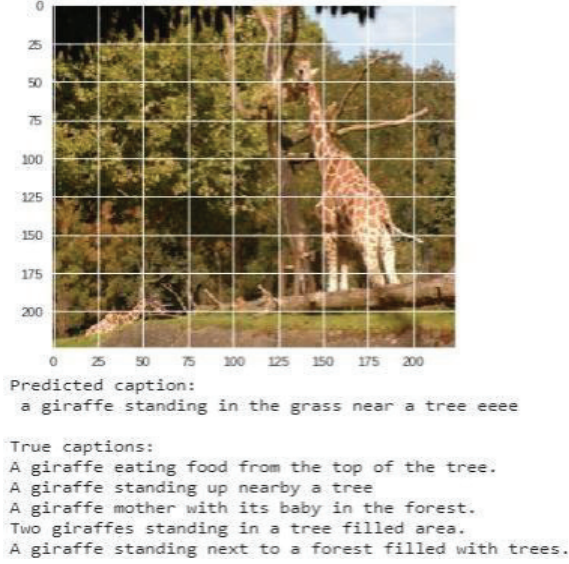 0
25
50
75
100
125
150
175
200
0 25 50 75 100 125 150 175 200
Predicted caption:
a giraffe standing in the grass near a tree eeee
True captions:
A giraffe eating food from the top of the tree.
A giraffe standing up nearby a tree
A giraffe mother with its baby in the forest.
Two giraffes standing in a tree filled area.
A giraffe standing next to a forest filled with trees.